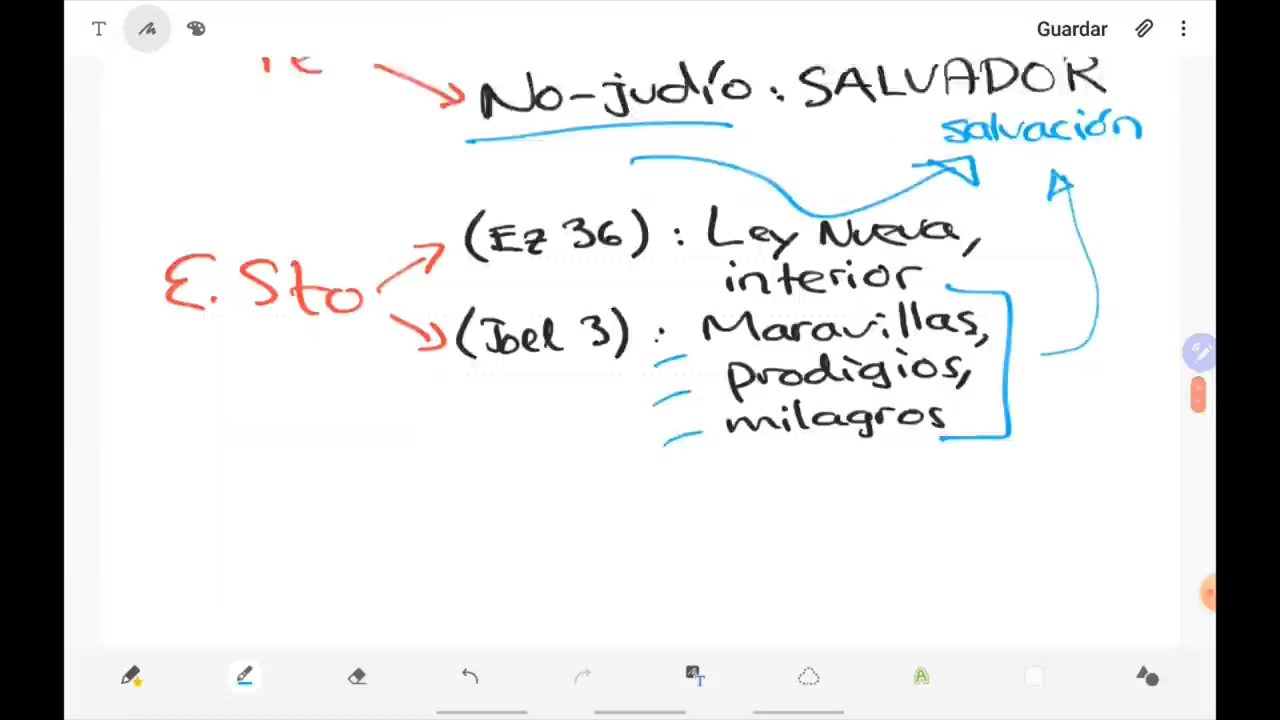 T
Guardar
No-judío : SALVADOR
salvación
(Ez 36) : Ley Nueva,
interior
E. Sto
(Joel 3) : Maravillas,
prodigios,
milagros
T
A